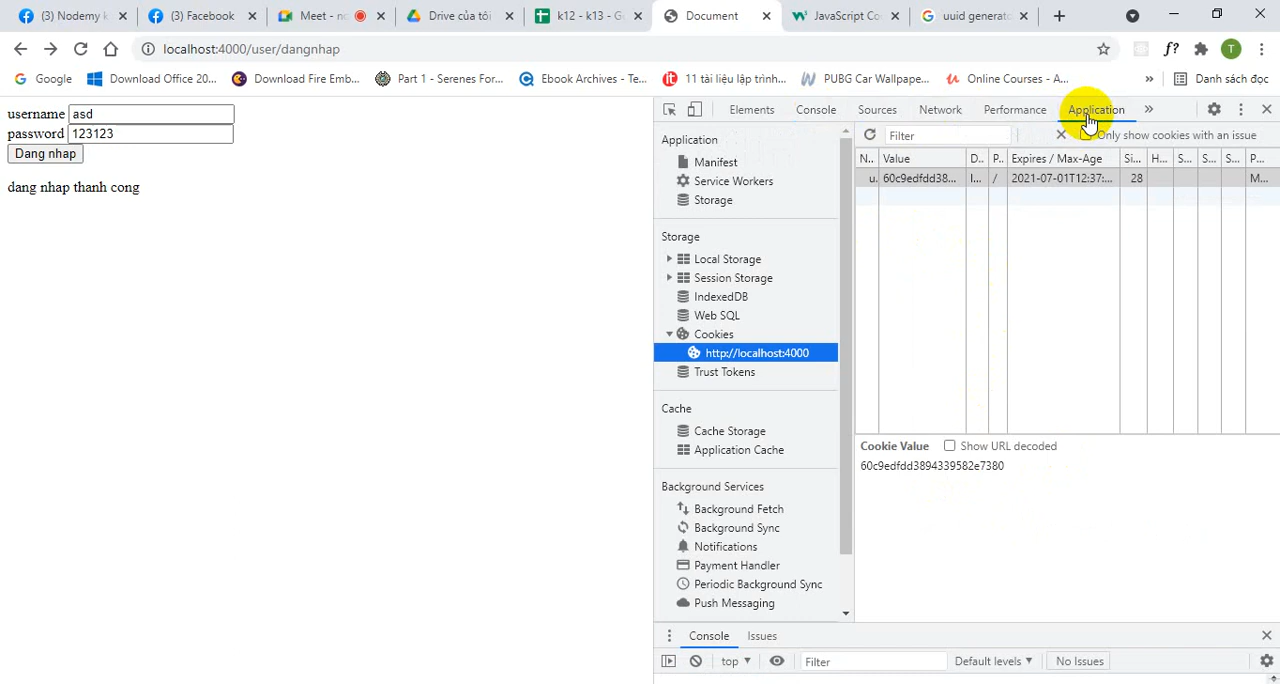 (3) Nodemy k
(3) Facebook
Meet - n
Drive của tôi
k12 - k13 - G
Document
JavaScript Co
uuid generato
localhost:4000/user/dangnhap
f?
T
Google
Download Office 20...
Download Fire Emb...
Part 1 - Serenes For...
Ebook Archives - Te...
11 tài liệu lập trình...
PUBG Car Wallpape...
Online Courses - A...
»
Danh sách đọc
username asd
password 123123
Dang nhap
dang nhap thanh cong
Elements
Console
Sources
Network
Performance
Application
»
Application
Manifest
Service Workers
Storage
Storage
Local Storage
Session Storage
IndexedDB
Web SQL
Cookies
http://localhost:4000
Trust Tokens
Cache
Cache Storage
Application Cache
Background Services
Background Fetch
Background Sync
Notifications
Payment Handler
Periodic Background Sync
Push Messaging
Filter
Only show cookies with an issue
N.. Value D.. P.. Expires / Max-Age Si... H... S... S... S... P...
u. 60c9edfdd38... l... / 2021-07-01T12:37:... 28 M...
Cookie Value Show URL decoded
60c9edfdd3894339582e7380
Console
Issues
top ▼
Filter
Default levels ▼
No Issues